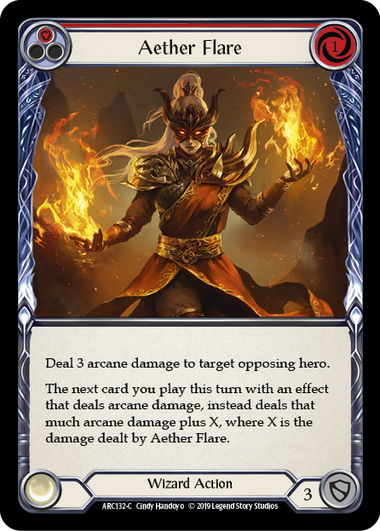 Aether Flare
1
Deal 3 arcane damage to target opposing hero.
The next card you play this turn with an effect
that deals arcane damage, instead deals that
much arcane damage plus X, where X is the
damage dealt by Aether Flare.
Wizard Action
3
ARC132-C Cindy Handoyo © 2019 Legend Story Studios